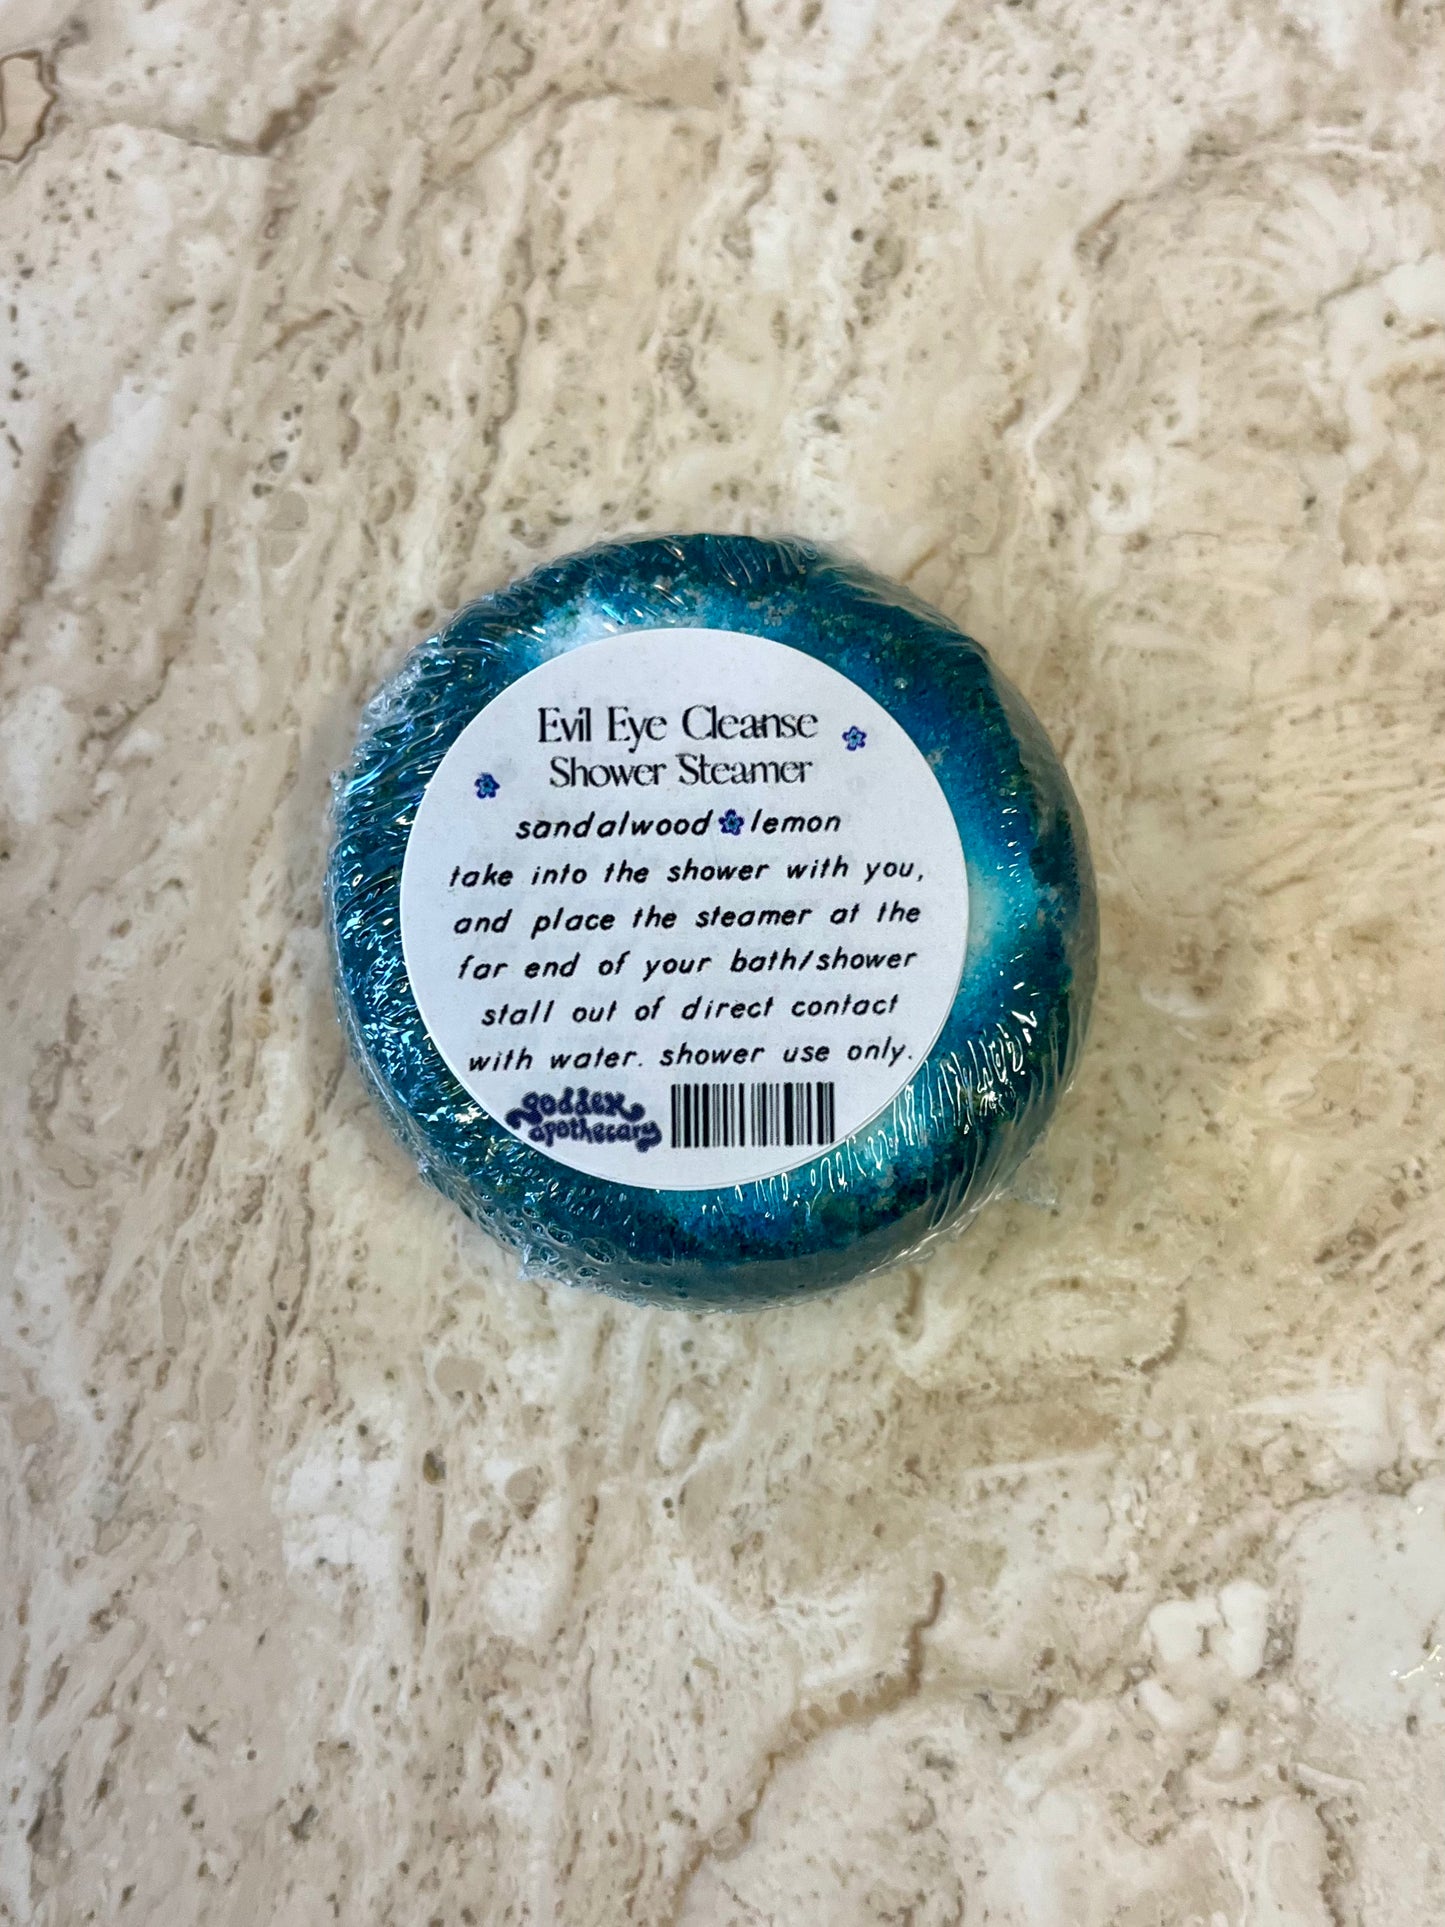 Evil Eye Cleanse
Shower Steamer
sandalwood lemon
take into the shower with you,
and place the steamer at the
far end of your bath/shower
stall out of direct contact
with water. shower use only.
goddex
apothecary